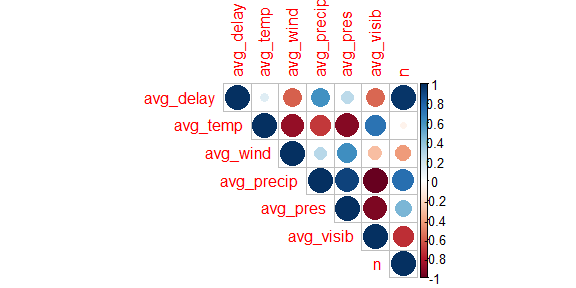 avg_delay
avg_temp
avg_wind
avg_precip
avg_pres
avg_visib
n
avg_delay
avg_temp
avg_wind
avg_precip
avg_pres
avg_visib
n
1
0.8
0.6
0.4
0.2
0
-0.2
-0.4
-0.6
-0.8
-1